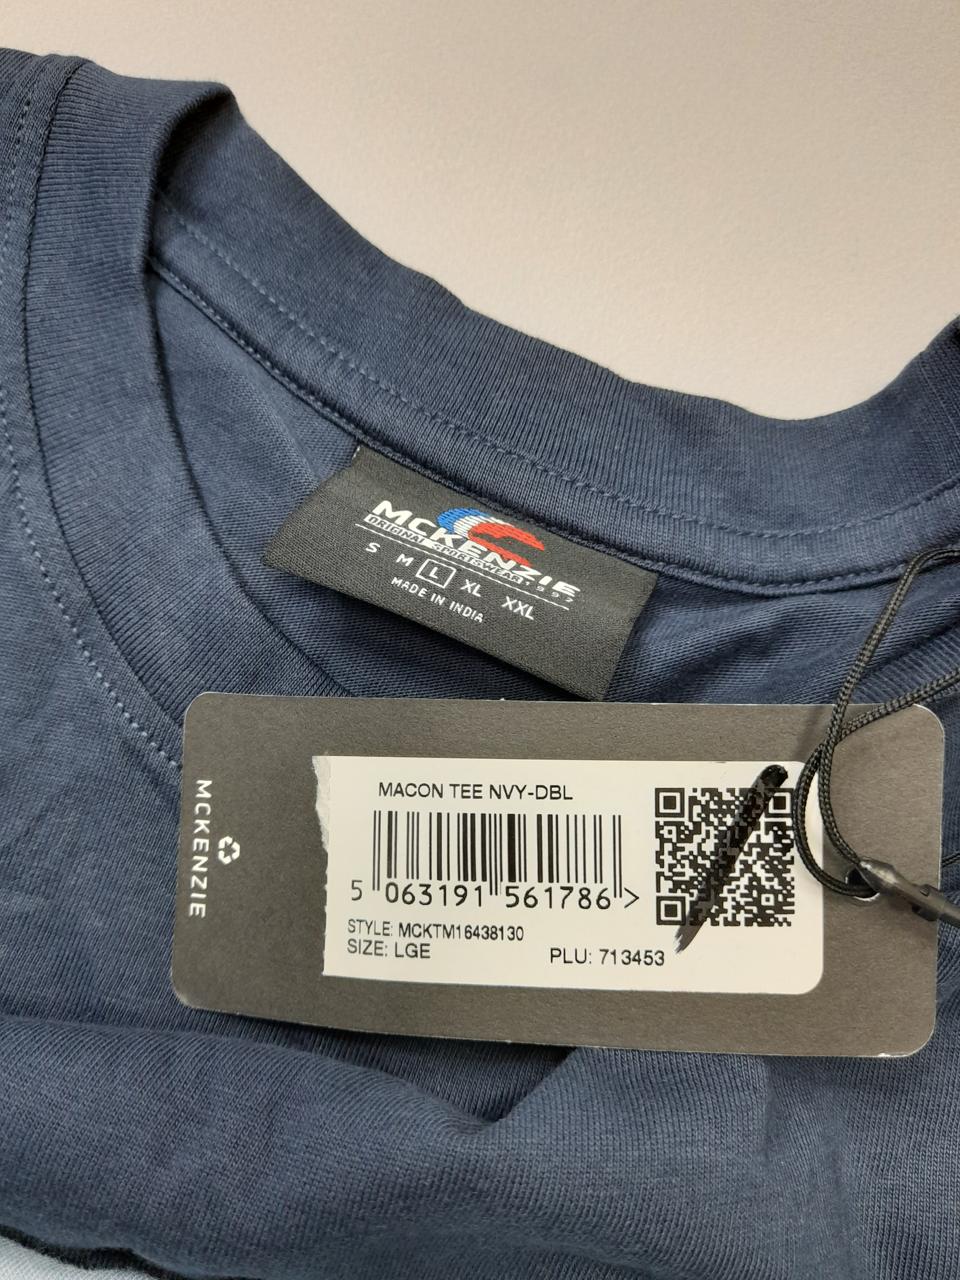 MCKENZIE
ORIGINAL SPORTSWEAR 1997
S M L XL XXL
MADE IN INDIA
MCKENZIE
MACON TEE NVY-DBL
5 063191 561786 >
STYLE: MCKTM16438130
SIZE: LGE
PLU: 713453